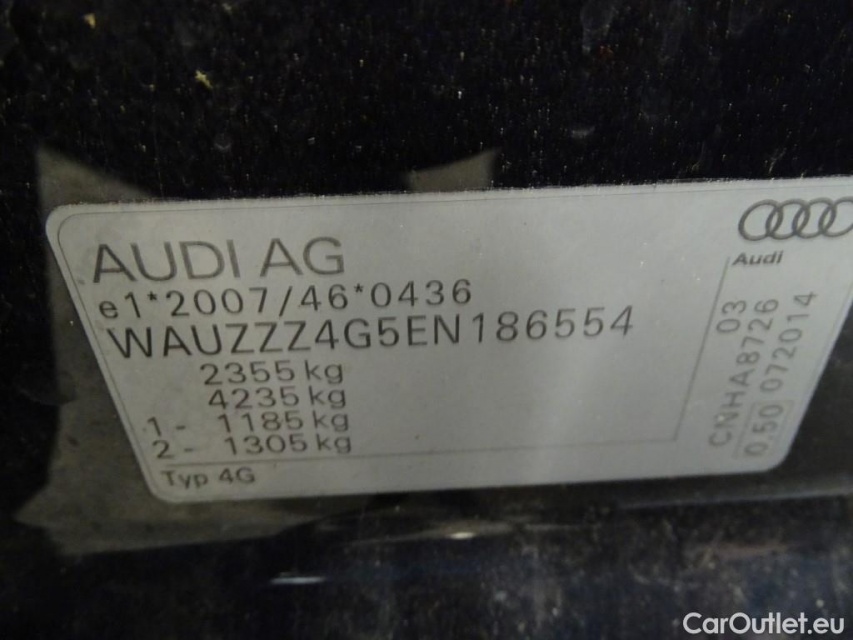 AUDI AG
e1*2007/46*0436
WAUZZZ4G5EN186554
2355 kg
4235 kg
1 - 1185 kg
2 - 1305 kg
Typ 4G
Audi
03
CNHA8726
0.50 072014
CarOutlet.eu